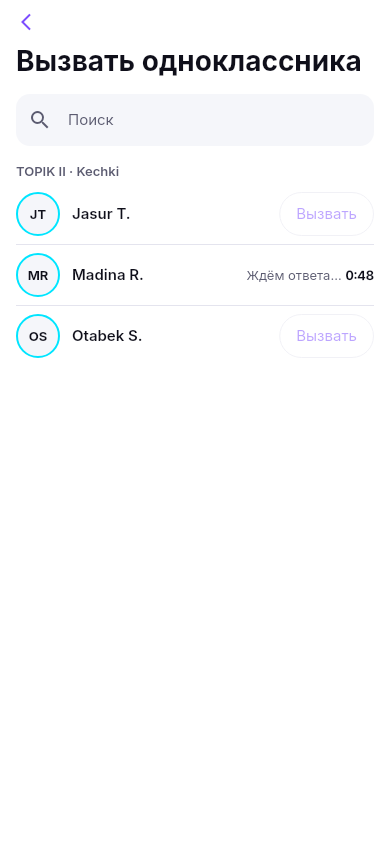 Вызвать одноклассника
Поиск
TOPIK II · Kechki
JT Jasur T. Вызвать
MR Madina R. Ждём ответа... 0:48
OS Otabek S. Вызвать